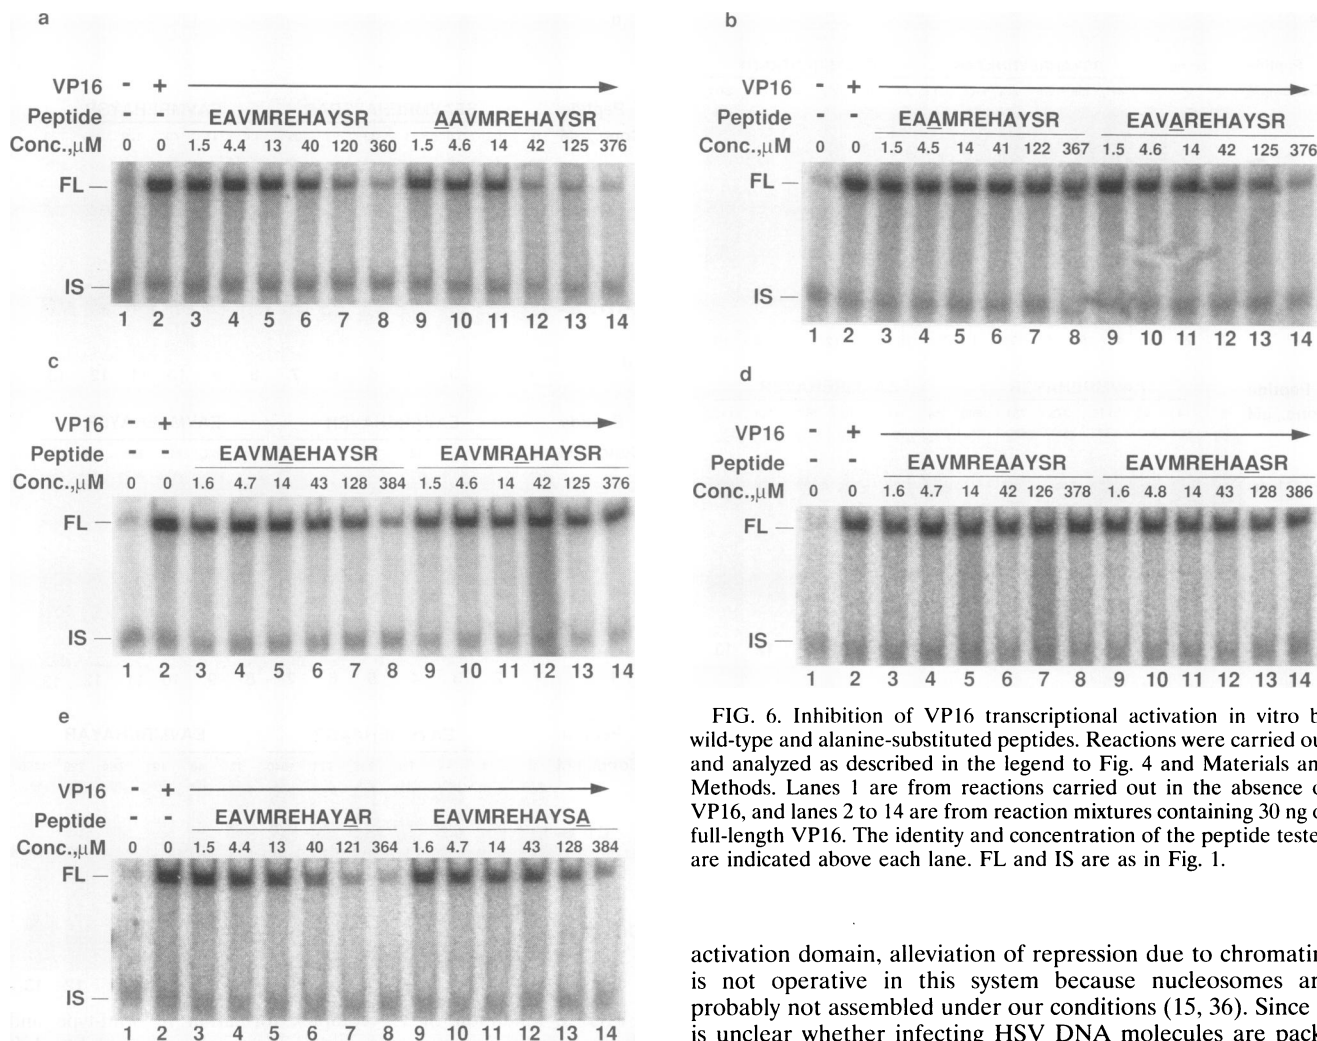 a
VP16 - +
Peptide - - EAVMREHAYSR AAVMREHAYSR
Conc.,μM 0 0 1.5 4.4 13 40 120 360 1.5 4.6 14 42 125 376
FL
IS
1 2 3 4 5 6 7 8 9 10 11 12 13 14
b
VP16 - +
Peptide - - EAAMREHAYSR EAVAREHAYSR
Conc.,μM 0 0 1.5 4.5 14 41 122 367 1.5 4.6 14 42 125 376
FL
IS
1 2 3 4 5 6 7 8 9 10 11 12 13 14
c
VP16 - +
Peptide - - EAVMAEHAYSR EAVMRAHAYSR
Conc.,μM 0 0 1.6 4.7 14 43 128 384 1.5 4.6 14 42 125 376
FL
IS
1 2 3 4 5 6 7 8 9 10 11 12 13 14
d
VP16 - +
Peptide - - EAVMREAAYSR EAVMREHAASR
Conc.,μM 0 0 1.6 4.7 14 42 126 378 1.6 4.8 14 43 128 386
FL
IS
1 2 3 4 5 6 7 8 9 10 11 12 13 14
e
VP16 - +
Peptide - - EAVMREHAYAR EAVMREHAYSA
Conc.,μM 0 0 1.5 4.4 13 40 121 364 1.6 4.7 14 43 128 384
FL
IS
1 2 3 4 5 6 7 8 9 10 11 12 13 14
FIG. 6. Inhibition of VP16 transcriptional activation in vitro b
wild-type and alanine-substituted peptides. Reactions were carried ou
and analyzed as described in the legend to Fig. 4 and Materials an
Methods. Lanes 1 are from reactions carried out in the absence o
VP16, and lanes 2 to 14 are from reaction mixtures containing 30 ng o
full-length VP16. The identity and concentration of the peptide teste
are indicated above each lane. FL and IS are as in Fig. 1.
activation domain, alleviation of repression due to chromatin
is not operative in this system because nucleosomes ar
probably not assembled under our conditions (15, 36). Since
is unclear whether infecting HSV DNA molecules are pack